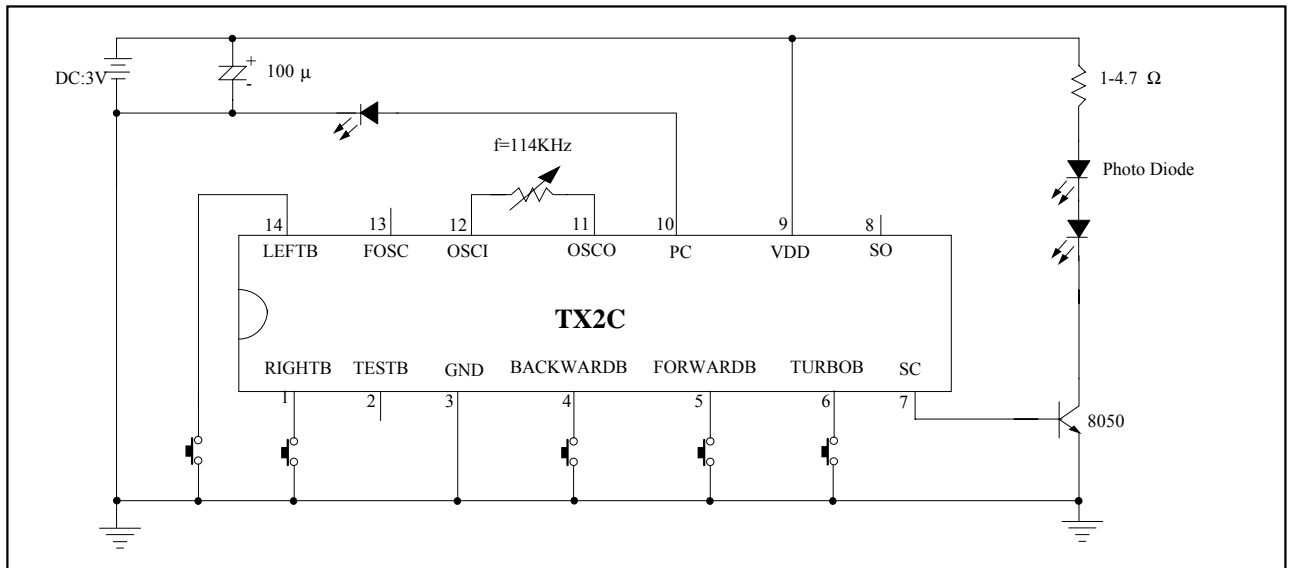 DC:3V
+
100 μ
-
1-4.7 Ω
f=114KHz
Photo Diode
14 13 12 11 10 9 8
LEFTB FOSC OSCI OSCO PC VDD SO
TX2C
RIGHTB TESTB GND BACKWARDB FORWARDB TURBOB SC
1 2 3 4 5 6 7
8050